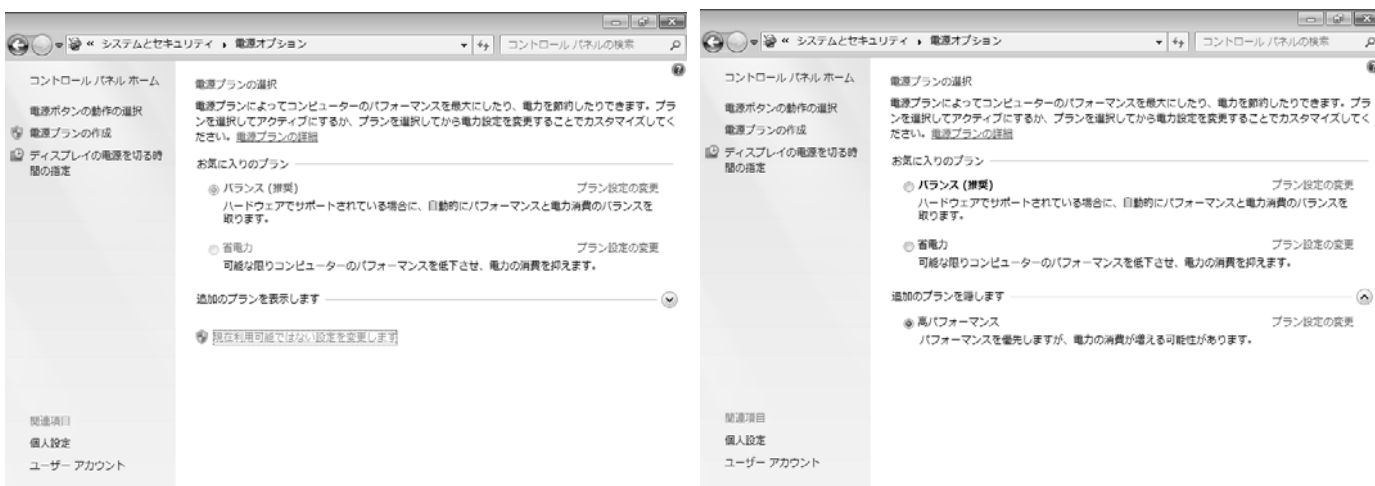 « システムとセキュリティ ▸ 電源オプション
コントロール パネルの検索
コントロール パネル ホーム
電源ボタンの動作の選択
電源プランの作成
ディスプレイの電源を切る時
間の指定
電源プランの選択
電源プランによってコンピューターのパフォーマンスを最大にしたり、電力を節約したりできます。プラ
ンを選択してアクティブにするか、プランを選択してから電力設定を変更することでカスタマイズしてく
ださい。電源プランの詳細
お気に入りのプラン
バランス (推奨) プラン設定の変更
ハードウェアでサポートされている場合に、自動的にパフォーマンスと電力消費のバランスを
取ります。
省電力 プラン設定の変更
可能な限りコンピューターのパフォーマンスを低下させ、電力の消費を抑えます。
追加のプランを表示します
現在利用可能ではない設定を変更します
関連項目
個人設定
ユーザー アカウント
« システムとセキュリティ ▸ 電源オプション
コントロール パネルの検索
コントロール パネル ホーム
電源ボタンの動作の選択
電源プランの作成
ディスプレイの電源を切る時
間の指定
電源プランの選択
電源プランによってコンピューターのパフォーマンスを最大にしたり、電力を節約したりできます。プラ
ンを選択してアクティブにするか、プランを選択してから電力設定を変更することでカスタマイズしてく
ださい。電源プランの詳細
お気に入りのプラン
バランス (推奨) プラン設定の変更
ハードウェアでサポートされている場合に、自動的にパフォーマンスと電力消費のバランスを
取ります。
省電力 プラン設定の変更
可能な限りコンピューターのパフォーマンスを低下させ、電力の消費を抑えます。
追加のプランを隠します
高パフォーマンス プラン設定の変更
パフォーマンスを優先しますが、電力の消費が増える可能性があります。
関連項目
個人設定
ユーザー アカウント